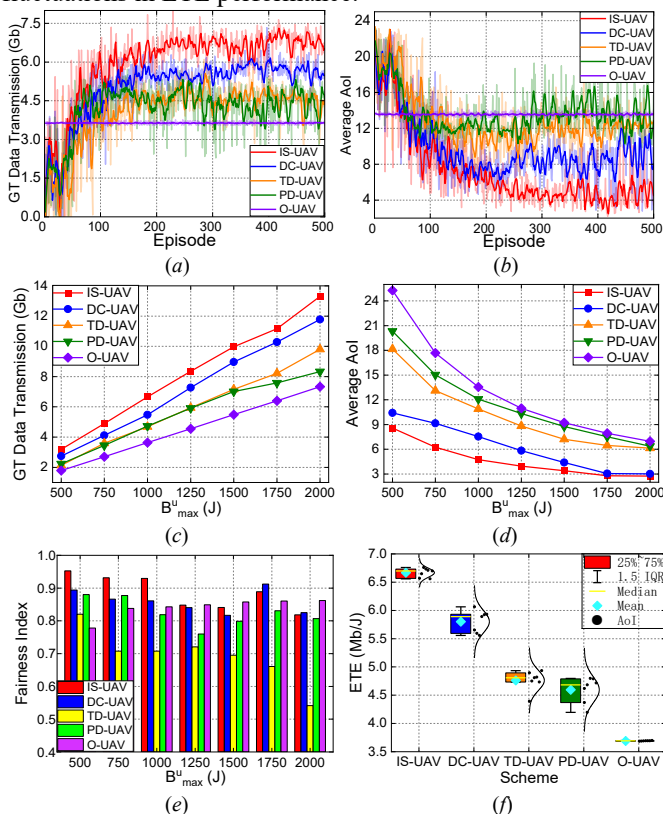 fluctuations in ETE performance.
GT Data Transmission (Gb)
7.5
6.0
4.5
3.0
1.5
0.0
0 100 200 300 400 500
Episode
IS-UAV
DC-UAV
TD-UAV
PD-UAV
O-UAV
(a)
Average AoI
24
20
16
12
8
4
0 100 200 300 400 500
Episode
IS-UAV
DC-UAV
TD-UAV
PD-UAV
O-UAV
(b)
GT Data Transmission (Gb)
14
12
10
8
6
4
2
500 750 1000 1250 1500 1750 2000
B^u_max (J)
IS-UAV
DC-UAV
TD-UAV
PD-UAV
O-UAV
(c)
Average AoI
24
21
18
15
12
9
6
3
500 750 1000 1250 1500 1750 2000
B^u_max (J)
IS-UAV
DC-UAV
TD-UAV
PD-UAV
O-UAV
(d)
Fairness Index
1.0
0.9
0.8
0.7
0.6
0.5
0.4
500 750 1000 1250 1500 1750 2000
B^u_max (J)
IS-UAV
DC-UAV
TD-UAV
PD-UAV
O-UAV
(e)
ETE (Mb/J)
7.0
6.5
6.0
5.5
5.0
4.5
4.0
3.5
IS-UAV DC-UAV TD-UAV PD-UAV O-UAV
Scheme
25% 75%
1.5 IQR
Median
Mean
AoI
(f)